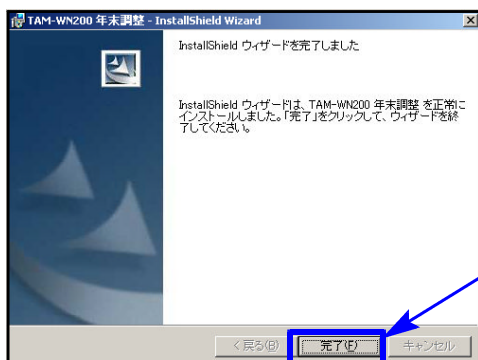 TAM-WN200 年末調整 - InstallShield Wizard
InstallShield ウィザードを完了しました
InstallShield ウィザードは、TAM-WN200 年末調整 を正常に
インストールしました。「完了」をクリックして、ウィザードを終
了してください。
< 戻る(B)
完了(F)
キャンセル